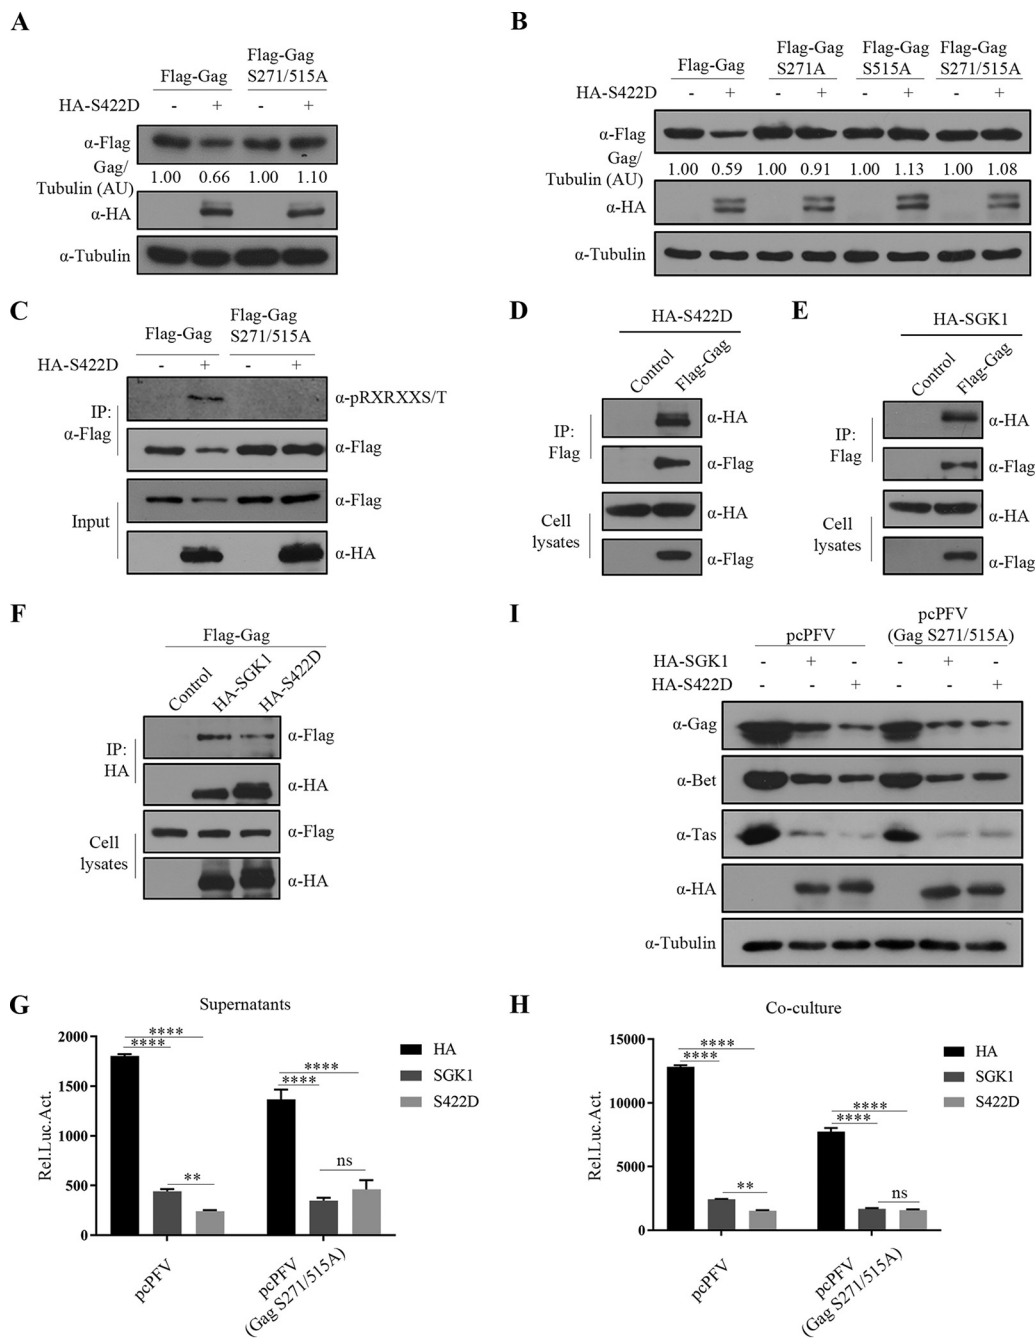 A
Flag-Gag
Flag-Gag
S271/515A
HA-S422D - + - +
α-Flag
Gag/
Tubulin (AU)
1.00 0.66 1.00 1.10
α-HA
α-Tubulin
B
Flag-Gag
Flag-Gag
S271A
Flag-Gag
S515A
Flag-Gag
S271/515A
HA-S422D - + - + - + - +
α-Flag
Gag/
Tubulin (AU)
1.00 0.59 1.00 0.91 1.00 1.13 1.00 1.08
α-HA
α-Tubulin
C
Flag-Gag
Flag-Gag
S271/515A
HA-S422D - + - +
IP:
α-Flag
α-pRXRXXS/T
α-Flag
Input
α-Flag
α-HA
D
HA-S422D
Control
Flag-Gag
IP:
Flag
α-HA
α-Flag
Cell
lysates
α-HA
α-Flag
E
HA-SGK1
Control
Flag-Gag
IP:
Flag
α-HA
α-Flag
Cell
lysates
α-HA
α-Flag
F
Flag-Gag
Control
HA-SGK1
HA-S422D
IP:
HA
α-Flag
α-HA
Cell
lysates
α-Flag
α-HA
I
pcPFV
pcPFV
(Gag S271/515A)
HA-SGK1 - + - - + -
HA-S422D - - + - - +
α-Gag
α-Bet
α-Tas
α-HA
α-Tubulin
G
Supernatants
Rel.Luc.Act.
2000
1500
1000
500
0
****
****
**
****
****
ns
HA
SGK1
S422D
pcPFV
pcPFV
(Gag S271/515A)
H
Co-culture
Rel.Luc.Act.
15000
10000
5000
0
****
****
**
****
****
ns
HA
SGK1
S422D
pcPFV
pcPFV
(Gag S271/515A)